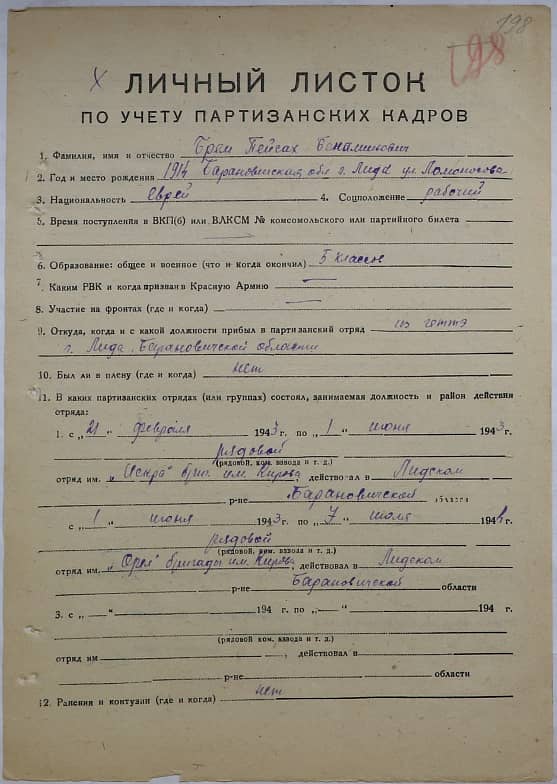 198
198
Х ЛИЧНЫЙ ЛИСТОК
ПО УЧЕТУ ПАРТИЗАНСКИХ КАДРОВ
1. Фамилия, имя и отчество Пейсах
2. Год и место рождения 1914 Барановичская обл г. Лида ул. Ломоносова
3. Национальность Еврей 4. Соцположение рабочий
5. Время поступления в ВКП(б) или ВЛКСМ № комсомольского или партийного билета
6. Образование: общее и военное (что и когда окончил) 5 классов
7. Каким РВК и когда призван в Красную Армию
8. Участие на фронтах (где и когда)
9. Откуда, когда и с какой должности прибыл в партизанский отряд из гетто
г. Лида Барановичской области
10. Был ли в плену (где и когда) нет
11. В каких партизанских отрядах (или группах) состоял, занимаемая должность и район действия
отряда:
1. с „21" февраля 1943 г. по „1" июня 1943 г.
рядовой
(рядовой, ком. взвода и т. д.)
отряд им. „Искра" бриг. им. Кирова, действовал в Лидском
р-не Барановичской области
с „1" июня 1943 г. по „7" июля 1944 г.
рядовой
(рядовой, ком. взвода и т. д.)
отряд им. бригады им. Кирова, действовал в Лидском
р-не Барановичской области
3. с „ —" 194 г. по „—" 194 г.
(рядовой ком. взвода и т. д.)
отряд им , действовал в
р-не области
12. Ранения и контузии (где и когда) нет